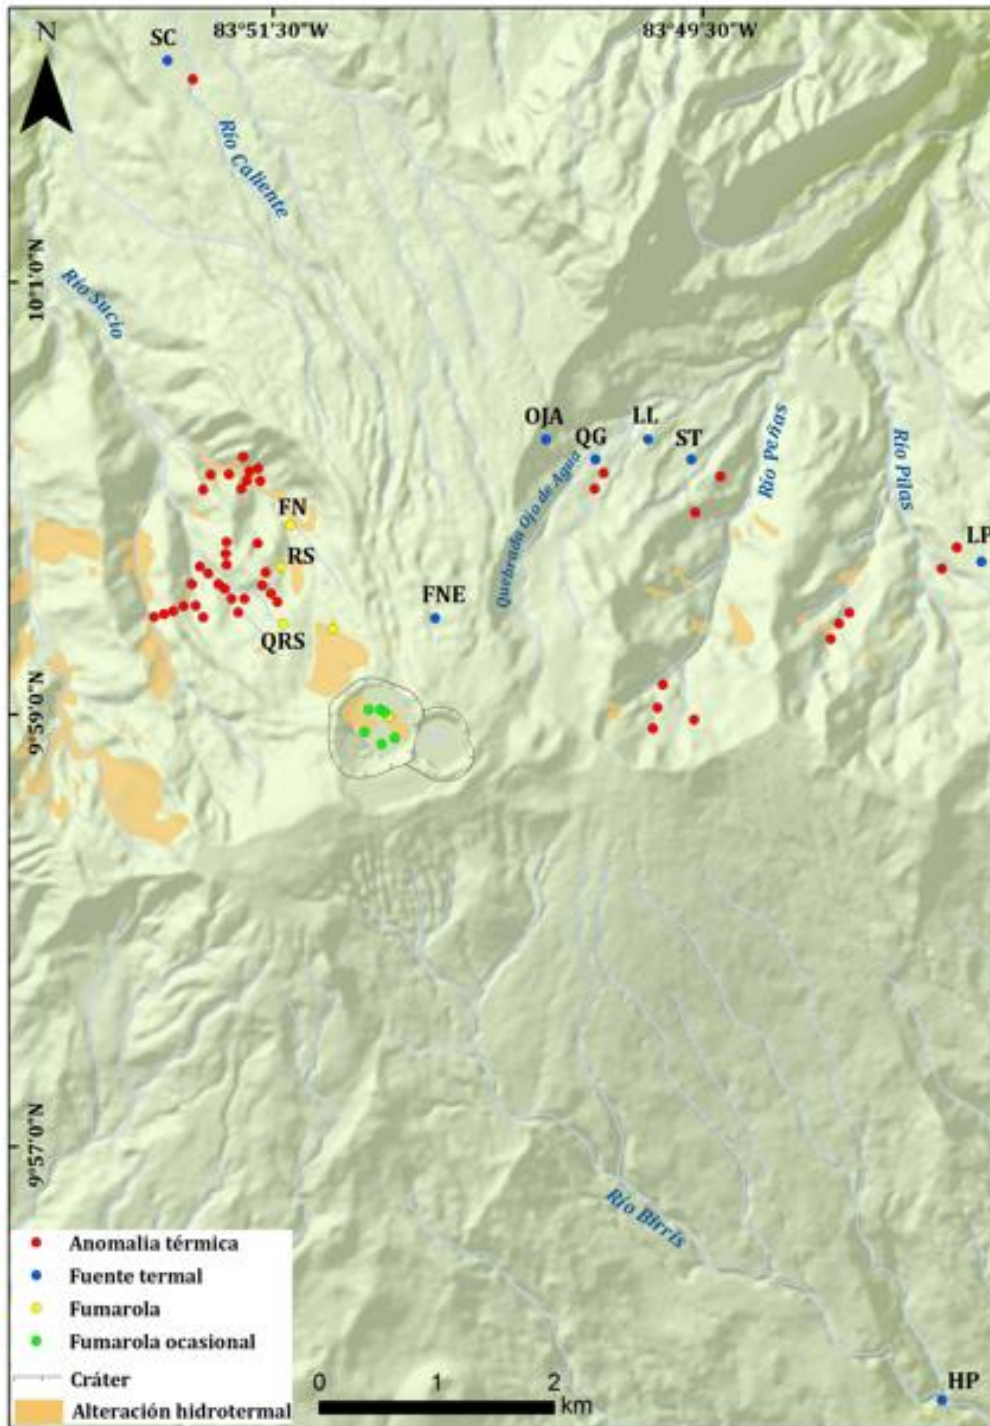 N
83°51'30"W
83°49'30"W
SC
Río Caliente
10°1'0"N
Río Sucio
OJA
LL
QG
ST
Río Peñas
Río Pilas
Quebrada Ojo de Agua
FN
RS
LP
FNE
QRS
9°59'0"N
9°57'0"N
Río Birrís
Anomalia térmica
Fuente termal
Fumarola
Fumarola ocasional
Cráter
Alteración hidrotermal
0 1 2
km
HP